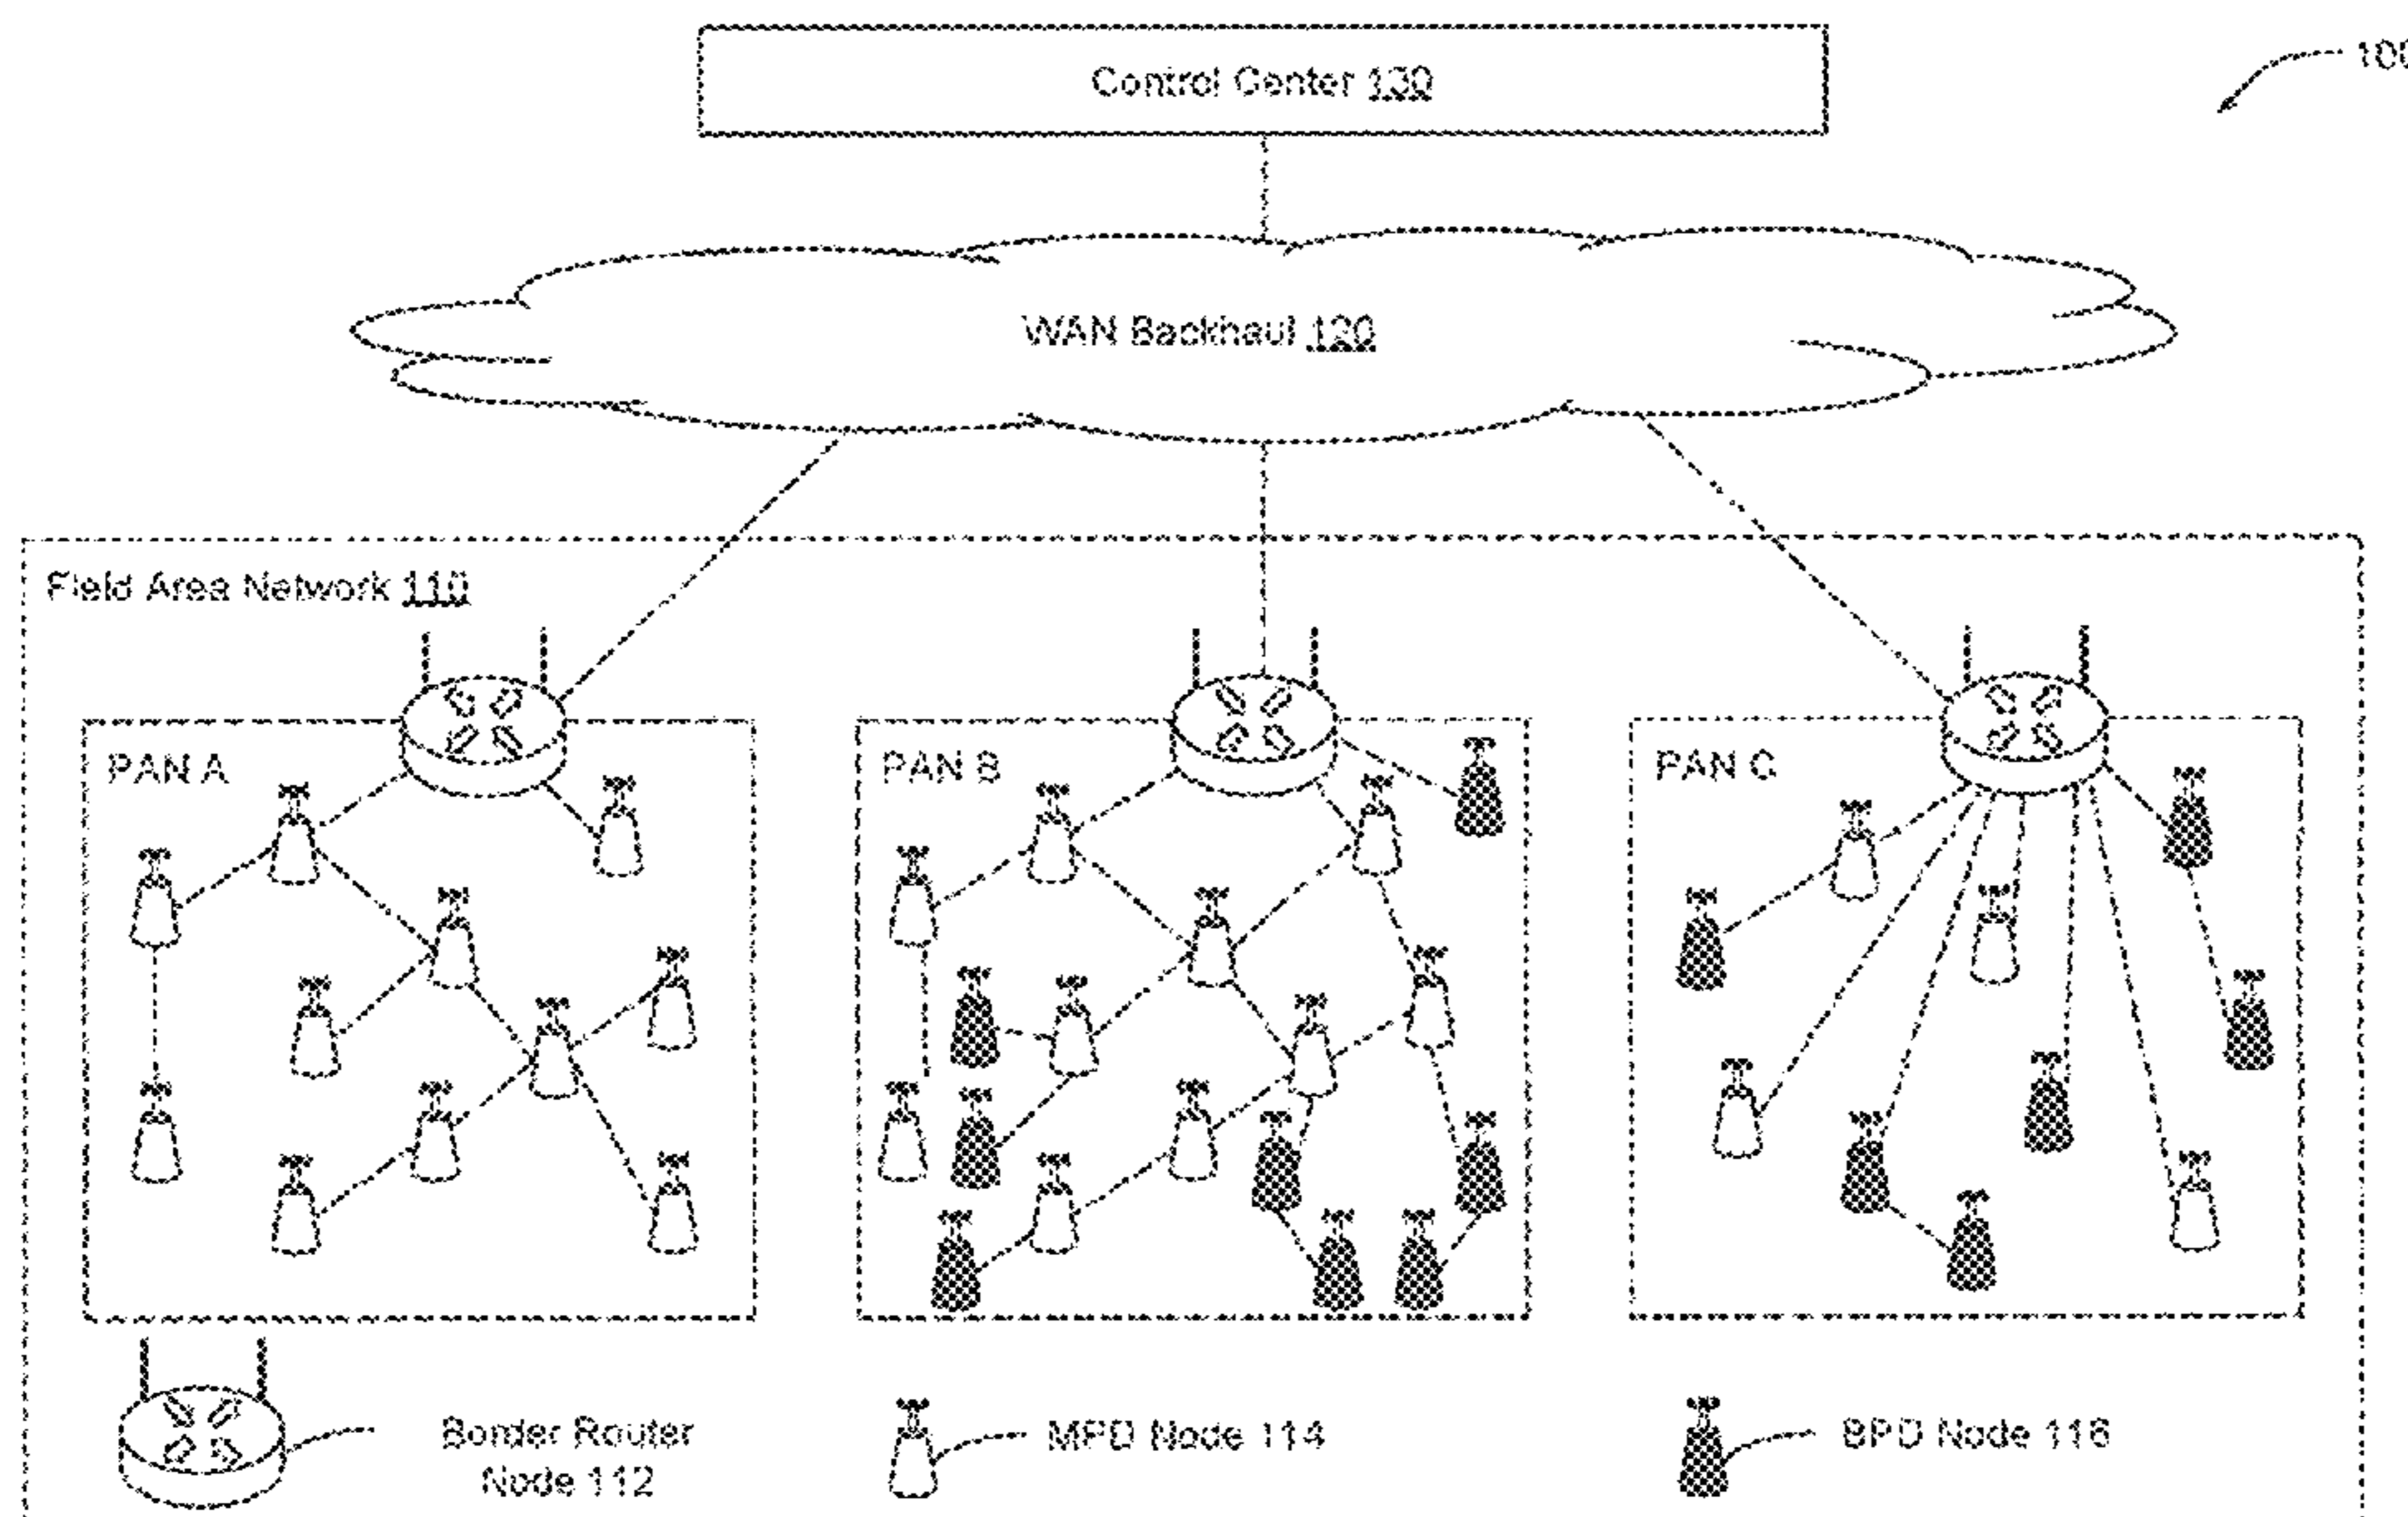 Control Center 130
100
WAN Backhaul 120
Field Area Network 110
PAN A
PAN B
PAN C
Border Router
Node 112
MPD Node 114
BPD Node 116